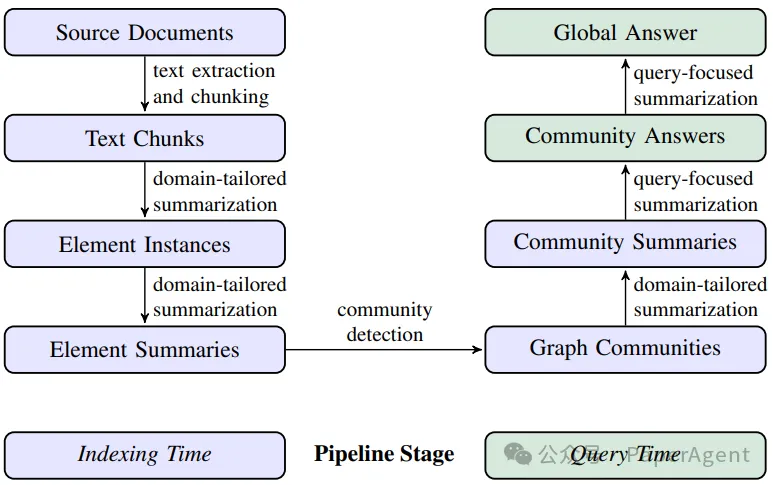 Source Documents
text extraction
and chunking
Text Chunks
domain-tailored
summarization
Element Instances
domain-tailored
summarization
Element Summaries
community
detection
Global Answer
query-focused
summarization
Community Answers
query-focused
summarization
Community Summaries
domain-tailored
summarization
Graph Communities
Indexing Time
Pipeline Stage
Query Time
公众号 · PaperAgent